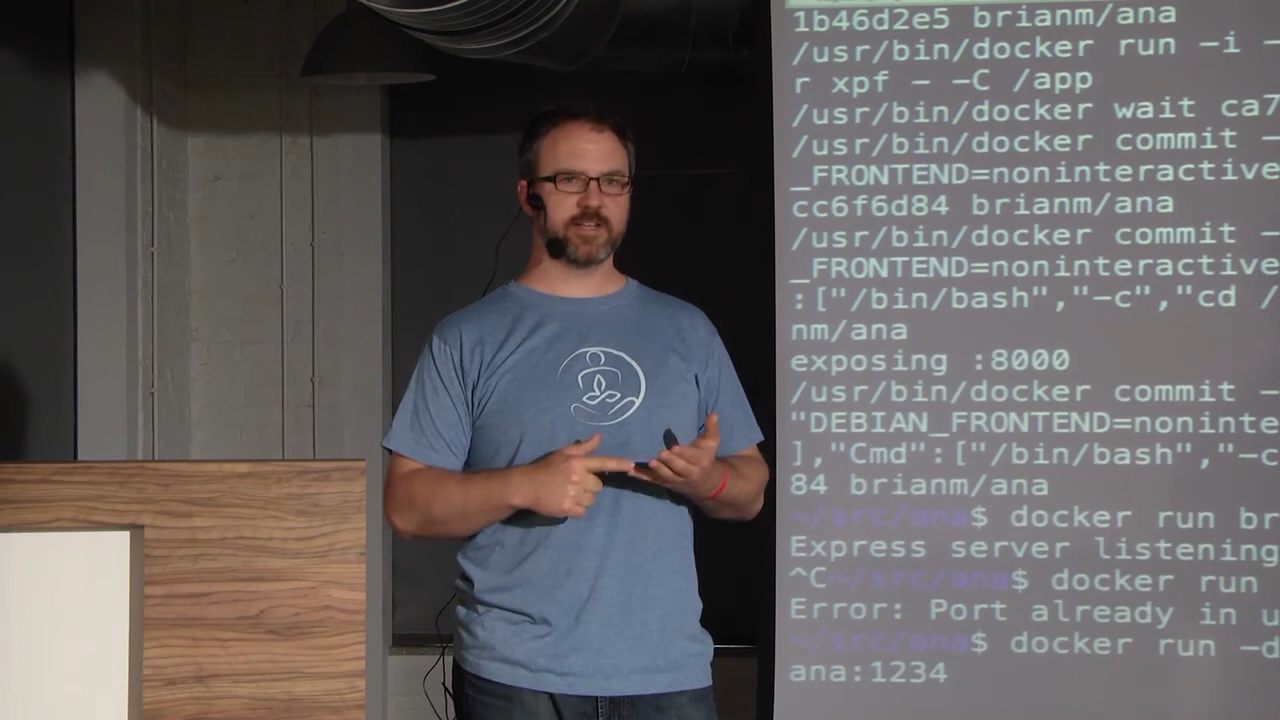 1b46d2e5 brianm/ana
/usr/bin/docker run -i -
r xpf - -C /app
/usr/bin/docker wait ca7
/usr/bin/docker commit -
_FRONTEND=noninteractive
cc6f6d84 brianm/ana
/usr/bin/docker commit -
_FRONTEND=noninteractive
:["/bin/bash","-c","cd /
nm/ana
exposing :8000
/usr/bin/docker commit -
"DEBIAN_FRONTEND=noninte
],"Cmd":["/bin/bash","-c
84 brianm/ana
~/src/ana$ docker run br
Express server listening
^C~/src/ana$ docker run
Error: Port already in u
~/src/ana$ docker run -d
ana:1234